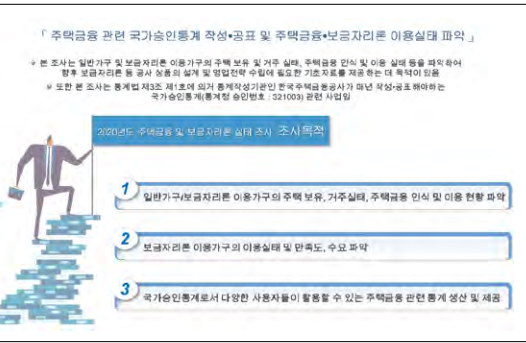 「 주택금융 관련 국가승인통계 작성•공표 및 주택금융•보금자리론 이용실태 파악 」
본 조사는 일반가구 및 보금자리론 이용가구의 주택 보유 및 거주 실태, 주택금융 인식 및 이용 실태 등을 파악하여
향후 보금자리론 등 공사 상품의 설계 및 영업전략 수립에 필요한 기초자료를 제공하는 데 목적이 있음
또한 본 조사는 통계법 제3조 제1호에 의거 통계작성기관인 한국주택금융공사가 매년 작성•공표해야하는
국가승인통계(통계청 승인번호 : 321003) 관련 사업임
2020년도 주택금융 및 보금자리론 실태 조사 조사목적
1 일반가구/보금자리론 이용가구의 주택 보유, 거주실태, 주택금융 인식 및 이용 현황 파악
2 보금자리론 이용가구의 이용실태 및 만족도, 수요 파악
3 국가승인통계로서 다양한 사용자들이 활용할 수 있는 주택금융 관련 통계 생산 및 제공